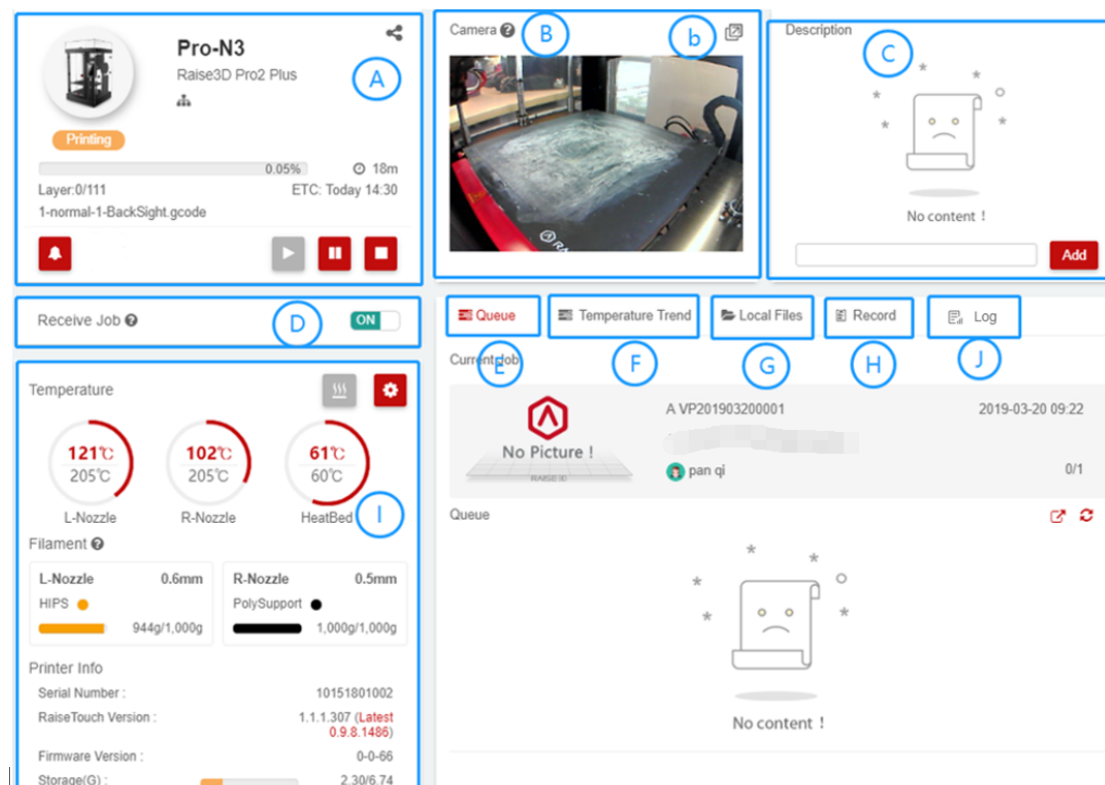 Pro-N3
Raise3D Pro2 Plus
A
Printing
0.05%
18m
Layer:0/111
ETC: Today 14:30
1-normal-1-BackSight.gcode
Camera
B
b
Description
C
No content !
Add
Receive Job
D
ON
Queue
Temperature Trend
Local Files
Record
Log
E
F
G
H
J
Current Job
No Picture !
RAISE 3D
A VP201903200001
2019-03-20 09:22
pan qi
0/1
Queue
No content !
Temperature
121℃
205℃
L-Nozzle
102℃
205℃
R-Nozzle
61℃
60℃
HeatBed
I
Filament
L-Nozzle 0.6mm
HIPS
944g/1,000g
R-Nozzle 0.5mm
PolySupport
1,000g/1,000g
Printer Info
Serial Number : 10151801002
RaiseTouch Version : 1.1.1.307 (Latest
0.9.8.1486)
Firmware Version : 0-0-66
Storage(G) : 2.30/6.74